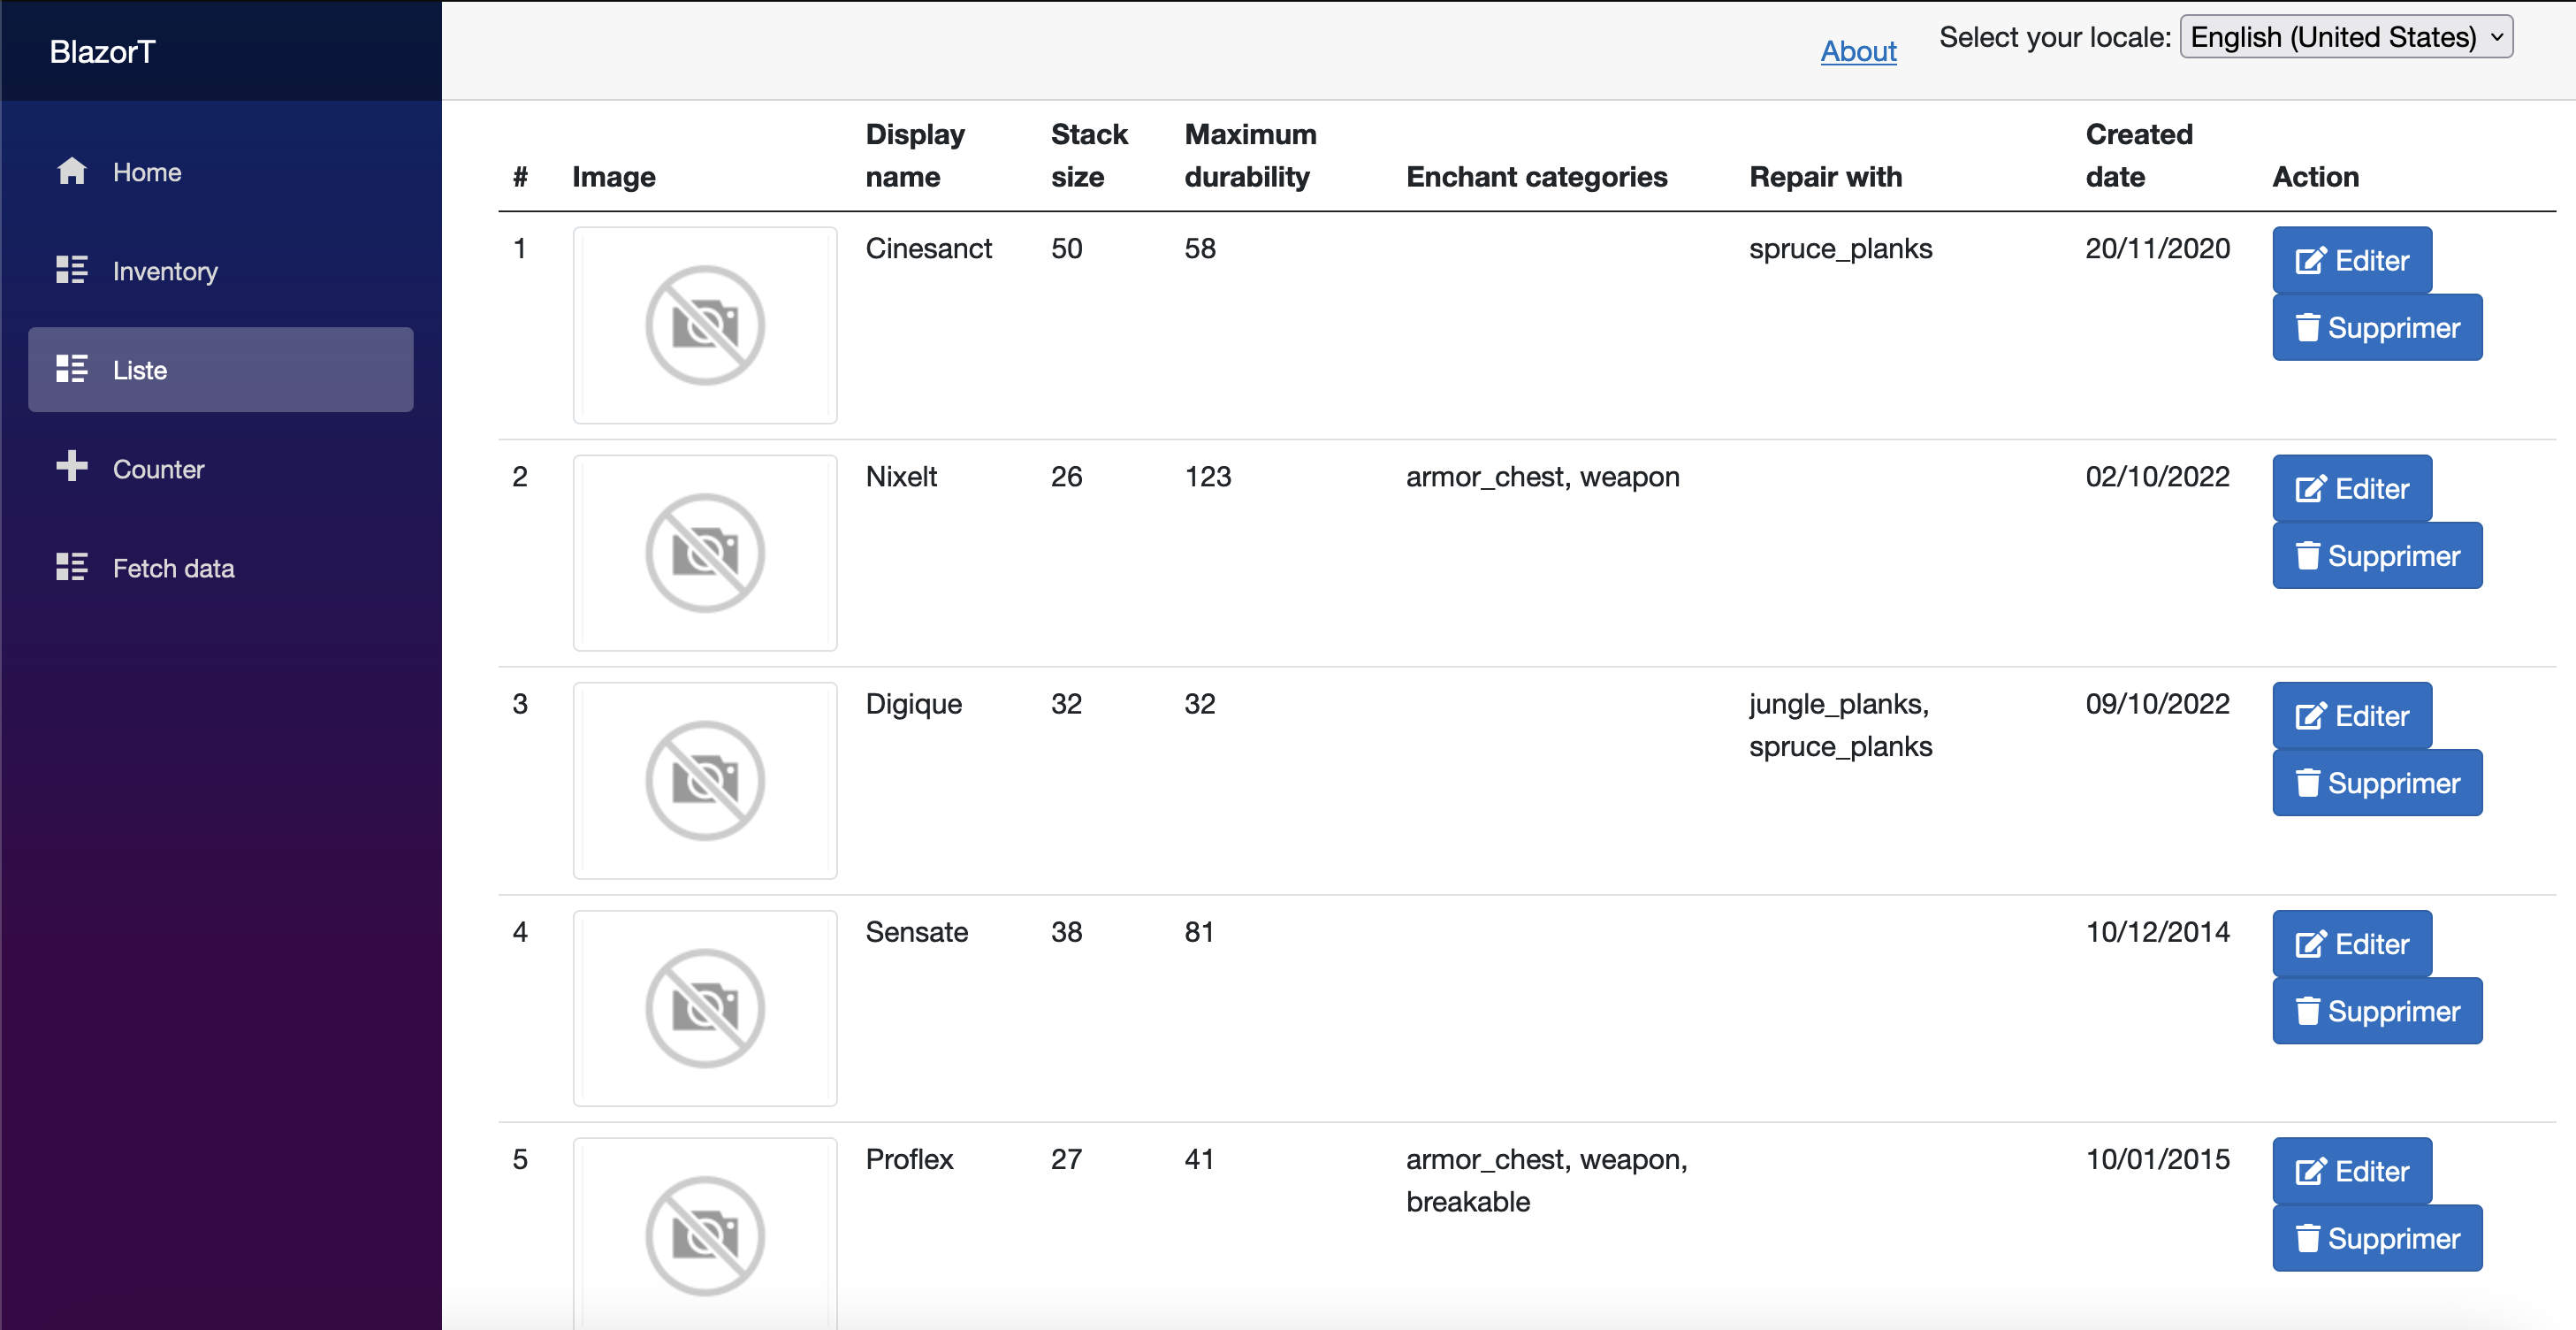 BlazorT
About
Select your locale: English (United States)
Home
Inventory
Liste
Counter
Fetch data
# Image Display name Stack size Maximum durability Enchant categories Repair with Created date Action
1 Cinesanct 50 58 spruce_planks 20/11/2020 Editer
Supprimer
2 Nixelt 26 123 armor_chest, weapon 02/10/2022 Editer
Supprimer
3 Digique 32 32 jungle_planks, 09/10/2022 Editer
spruce_planks
Supprimer
4 Sensate 38 81 10/12/2014 Editer
Supprimer
5 Proflex 27 41 armor_chest, weapon, 10/01/2015 Editer
breakable
Supprimer